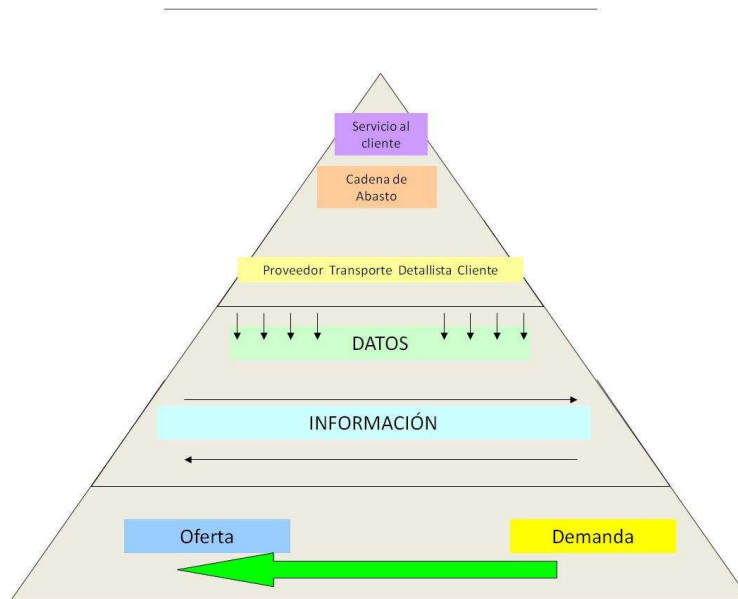 Servicio al
cliente
Cadena de
Abasto
Proveedor Transporte Detallista Cliente
DATOS
INFORMACIÓN
Oferta
Demanda